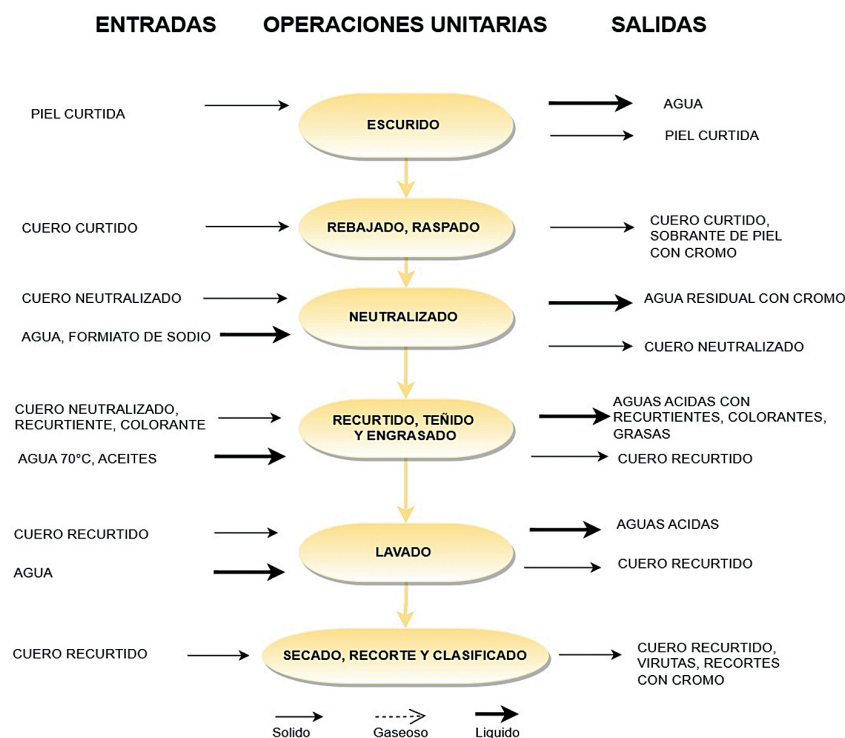 ENTRADAS OPERACIONES UNITARIAS SALIDAS
PIEL CURTIDA
ESCURIDO
AGUA
PIEL CURTIDA
CUERO CURTIDO
REBAJADO, RASPADO
CUERO CURTIDO,
SOBRANTE DE PIEL
CON CROMO
CUERO NEUTRALIZADO
AGUA, FORMIATO DE SODIO
NEUTRALIZADO
AGUA RESIDUAL CON CROMO
CUERO NEUTRALIZADO
CUERO NEUTRALIZADO,
RECURTIENTE, COLORANTE
AGUA 70°C, ACEITES
RECURTIDO, TEÑIDO
Y ENGRASADO
AGUAS ACIDAS CON
RECURTIENTES, COLORANTES,
GRASAS
CUERO RECURTIDO
CUERO RECURTIDO
AGUA
LAVADO
AGUAS ACIDAS
CUERO RECURTIDO
CUERO RECURTIDO
SECADO, RECORTE Y CLASIFICADO
CUERO RECURTIDO,
VIRUTAS, RECORTES
CON CROMO
Solido Gaseoso Liquido